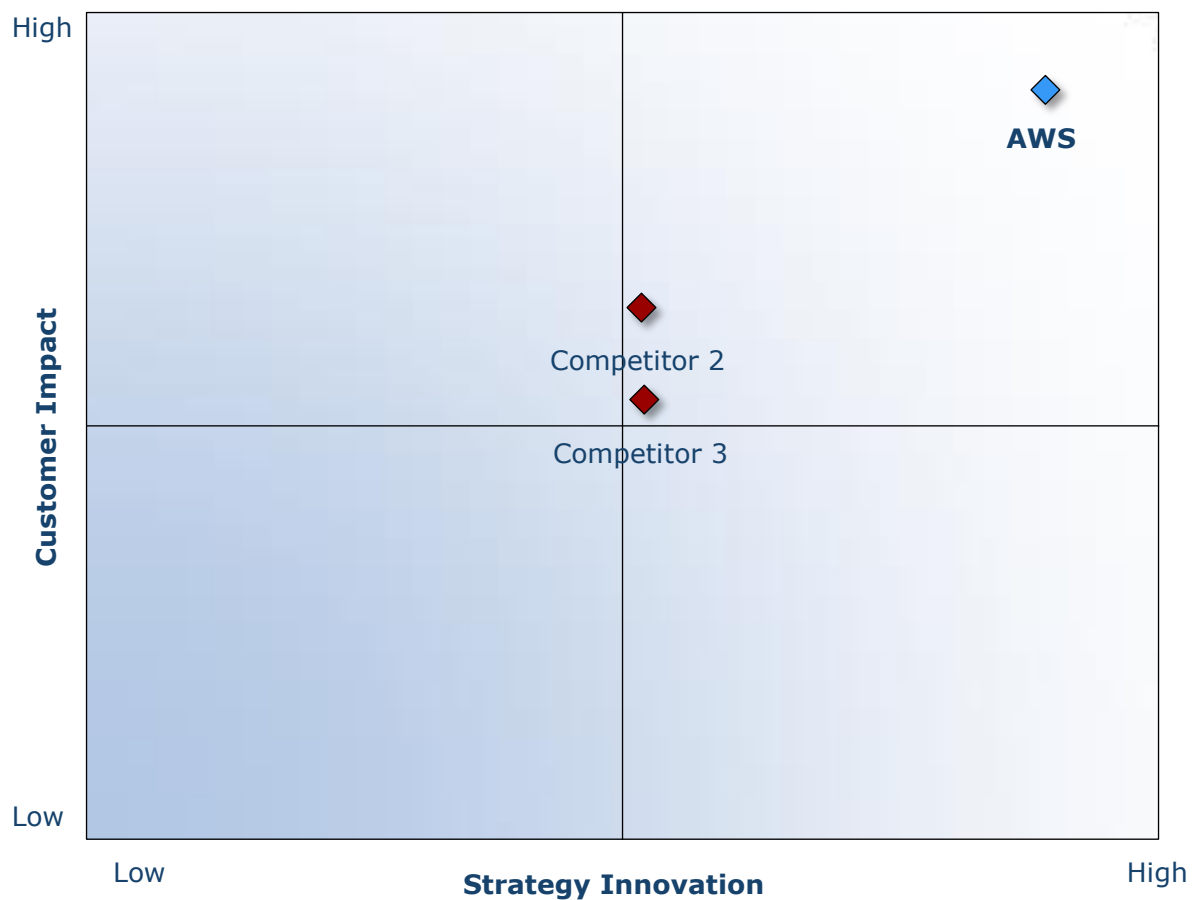 High
AWS
Competitor 2
Competitor 3
Customer Impact
Low
Low
Strategy Innovation
High